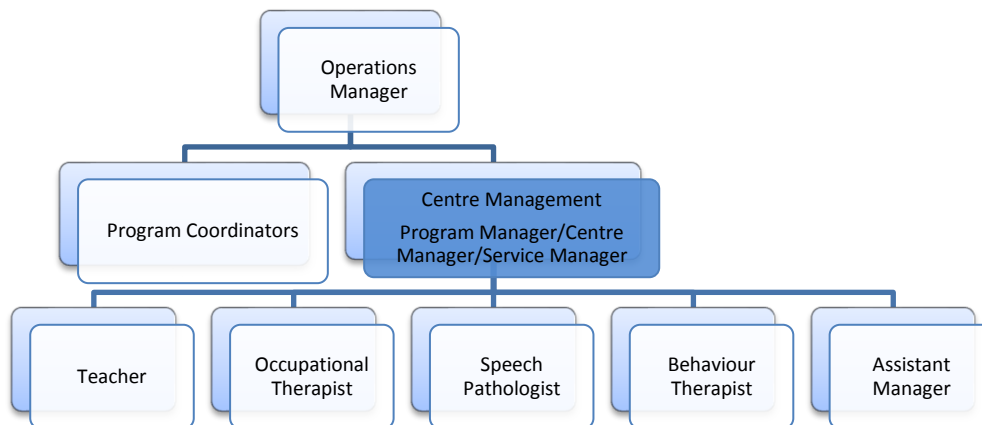 Operations
Manager
Program Coordinators
Centre Management
Program Manager/Centre
Manager/Service Manager
Teacher
Occupational
Therapist
Speech
Pathologist
Behaviour
Therapist
Assistant
Manager